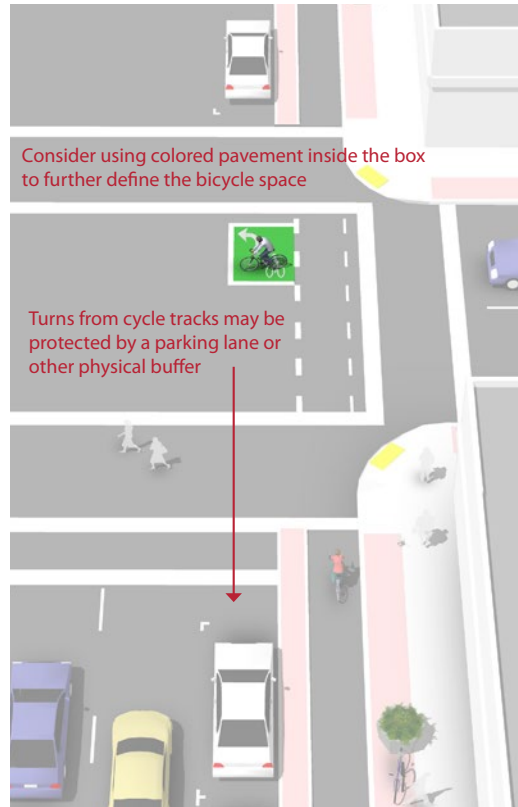 Consider using colored pavement inside the box
to further define the bicycle space
Turns from cycle tracks may be
protected by a parking lane or
other physical buffer